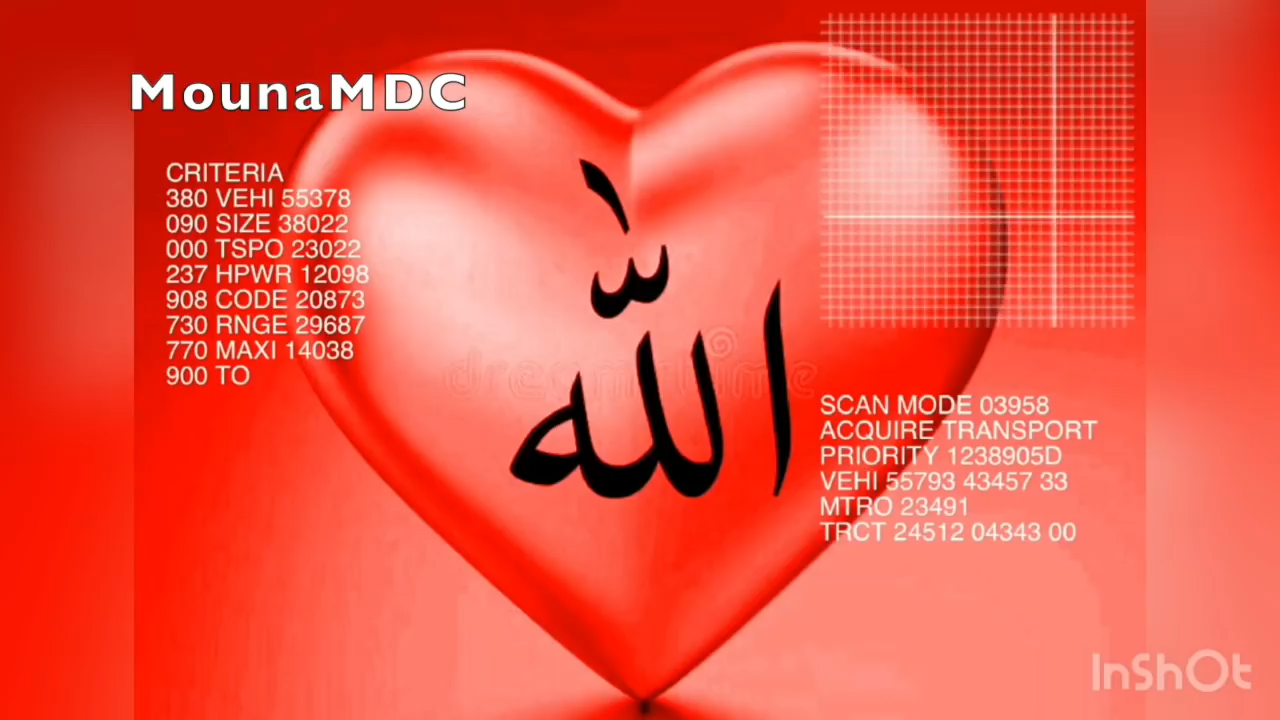 MounaMDC
CRITERIA
380 VEHI 55378
090 SIZE 38022
000 TSPO 23022
237 HPWR 12098
908 CODE 20873
730 RNGE 29687
770 MAXI 14038
900 TO
الله
dreamstime
SCAN MODE 03958
ACQUIRE TRANSPORT
PRIORITY 1238905D
VEHI 55793 43457 33
MTRO 23491
TRCT 24512 04343 00
InShOt